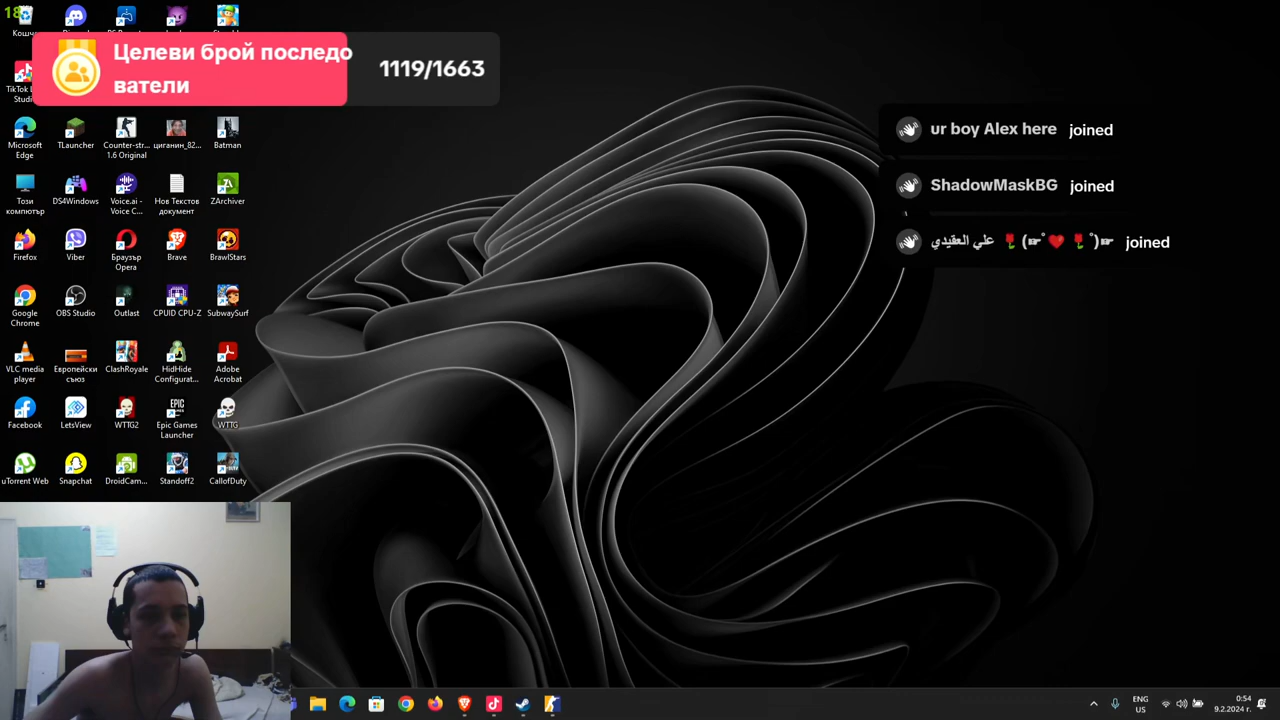 18
Кошче
Целеви брой последо
ватели
1119/1663
TikTok L
Studi
Microsoft
Edge
TLauncher
Counter-str...
1.6 Original
циганин_82...
Batman
Този
компютър
DS4Windows
Voice.ai -
Voice C...
Нов Текстов
документ
ZArchiver
Firefox
Viber
Браузър
Opera
Brave
BrawlStars
Google
Chrome
OBS Studio
Outlast
CPUID CPU-Z
SubwaySurf
VLC media
player
Европейски
съюз
ClashRoyale
HidHide
Configurat...
Adobe
Acrobat
Facebook
LetsView
WTTG2
Epic Games
Launcher
WTTG
uTorrent Web
Snapchat
DroidCam...
Standoff2
CallofDuty
ur boy Alex here joined
ShadowMaskBG joined
علي العقيدي 🌷(☛˚❤️🌷˚)☛ joined
ENG
US
0:54
9.2.2024 г.